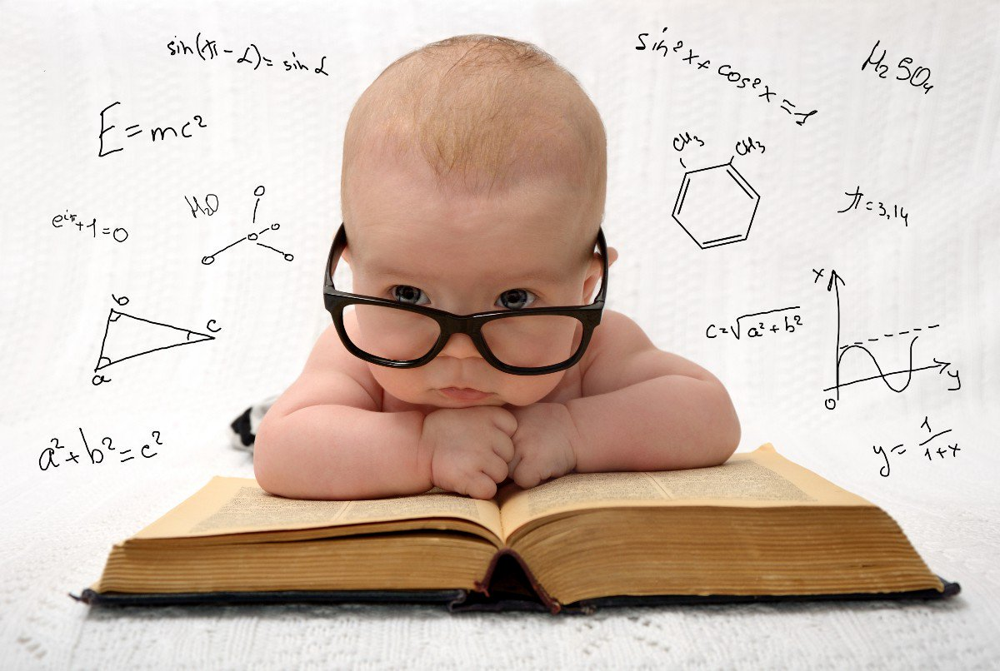 sin(π-α)= sin α
sin²x+cos²x=1
H₂SO₄
E=mc²
CH₃
CH₃
H₂O
e^iπ+1=0
π=3,14
x
b
c
a
c=√a²+b²
y
0
a²+b²=c²
y=1/1+x